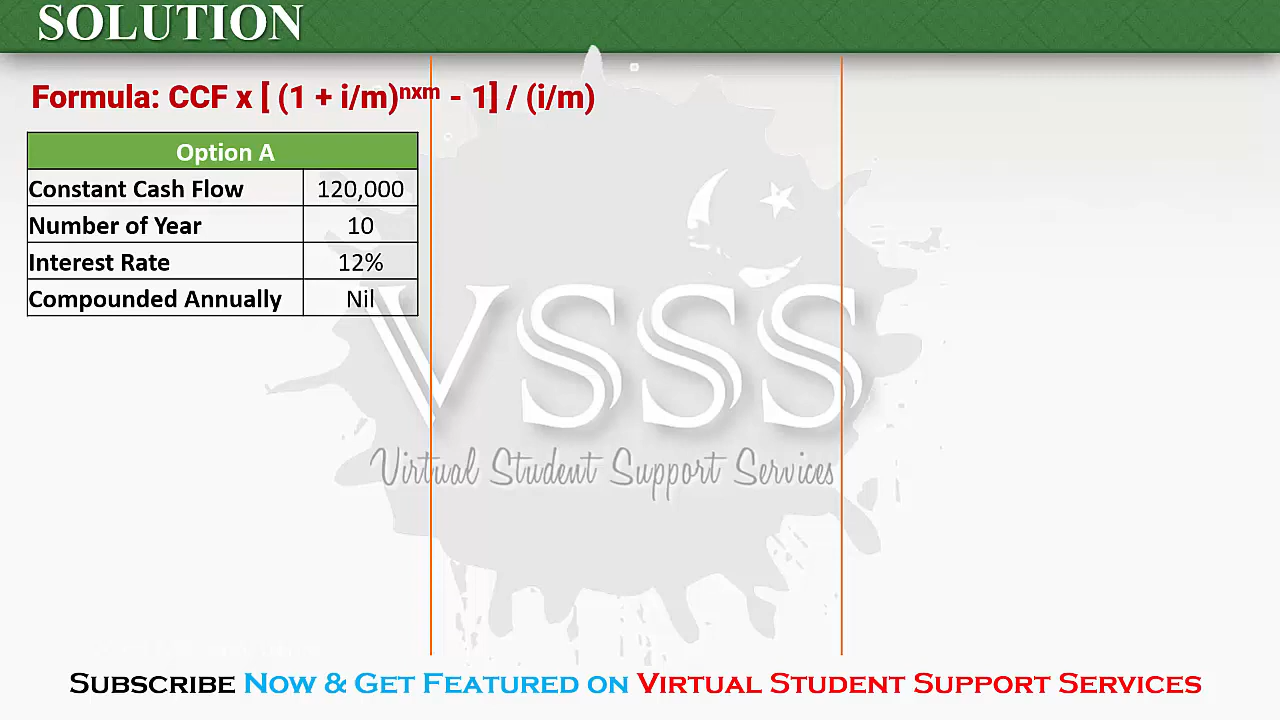 SOLUTION
Formula: CCF x [ (1 + i/m)ⁿˣᵐ - 1] / (i/m)
Option A
Constant Cash Flow 120,000
Number of Year 10
Interest Rate 12%
Compounded Annually Nil
VSSS
Virtual Student Support Services
SUBSCRIBE NOW & GET FEATURED ON VIRTUAL STUDENT SUPPORT SERVICES